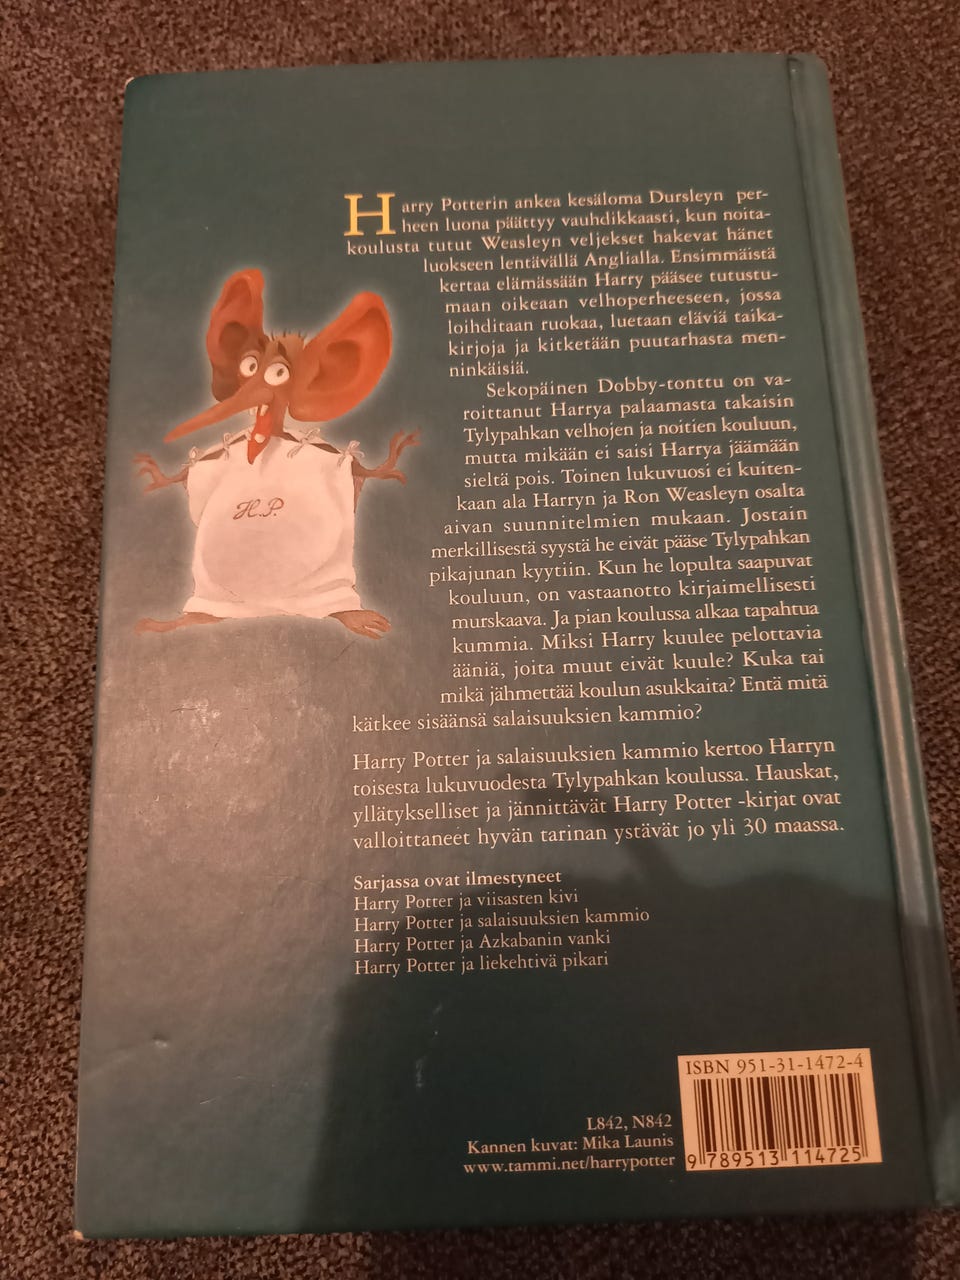 Harry Potterin ankea kesäloma Dursleyn per-
heen luona päättyy vauhdikkaasti, kun noita-
koulusta tutut Weasleyn veljekset hakevat hänet
luokseen lentävällä Anglialla. Ensimmäistä
kertaa elämässään Harry pääsee tutustu-
maan oikeaan velhoperheeseen, jossa
loihditaan ruokaa, luetaan eläviä taika-
kirjoja ja kitketään puutarhasta men-
ninkäisiä.
Sekopäinen Dobby-tonttu on va-
roittanut Harrya palaamasta takaisin
Tylypahkan velhojen ja noitien kouluun,
mutta mikään ei saisi Harrya jäämään
sieltä pois. Toinen lukuvuosi ei kuiten-
kaan ala Harryn ja Ron Weasleyn osalta
aivan suunnitelmien mukaan. Jostain
merkillisestä syystä he eivät pääse Tylypahkan
pikajunan kyytiin. Kun he lopulta saapuvat
kouluun, on vastaanotto kirjaimellisesti
murskaava. Ja pian koulussa alkaa tapahtua
kummia. Miksi Harry kuulee pelottavia
ääniä, joita muut eivät kuule? Kuka tai
mikä jähmettää koulun asukkaita? Entä mitä
kätkee sisäänsä salaisuuksien kammio?
H.P.
Harry Potter ja salaisuuksien kammio kertoo Harryn
toisesta lukuvuodesta Tylypahkan koulussa. Hauskat,
yllätykselliset ja jännittävät Harry Potter -kirjat ovat
valloittaneet hyvän tarinan ystävät jo yli 30 maassa.
Sarjassa ovat ilmestyneet
Harry Potter ja viisasten kivi
Harry Potter ja salaisuuksien kammio
Harry Potter ja Azkabanin vanki
Harry Potter ja liekehtivä pikari
L842, N842
Kannen kuvat: Mika Launis
www.tammi.net/harrypotter
ISBN 951-31-1472-4
9 789513 114725